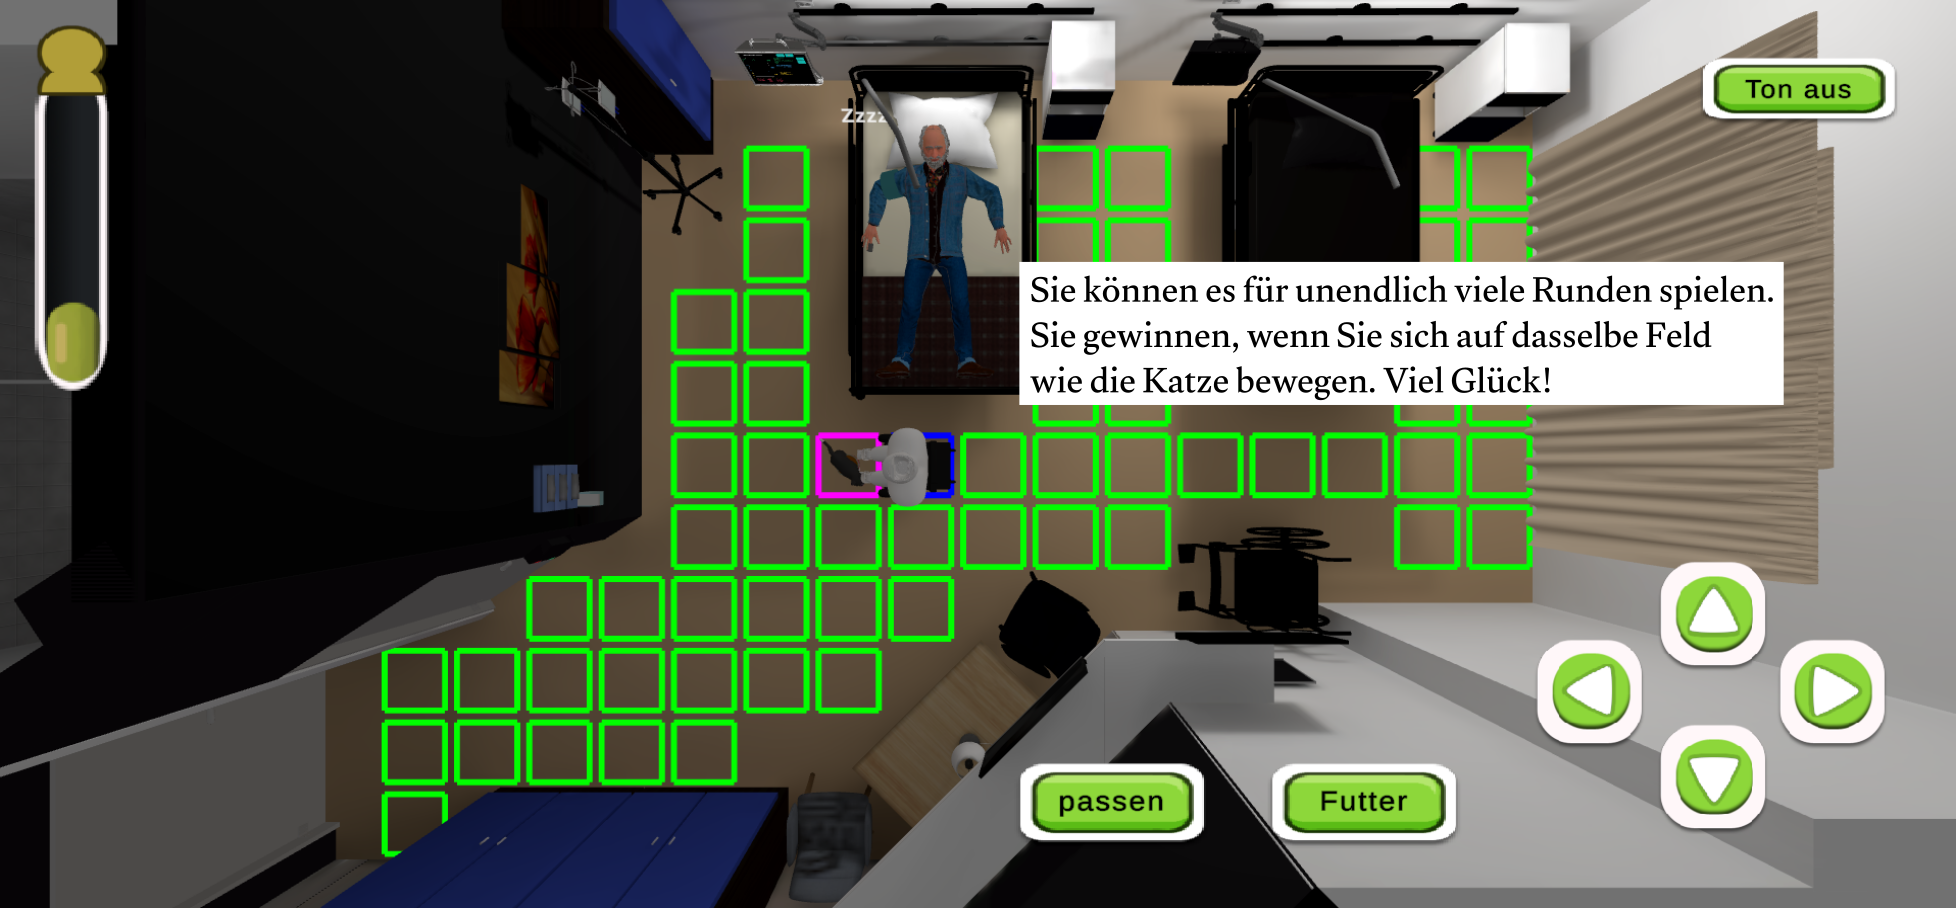 Ton aus
Zzzz
Sie können es für unendlich viele Runden spielen.
Sie gewinnen, wenn Sie sich auf dasselbe Feld
wie die Katze bewegen. Viel Glück!
passen
Futter